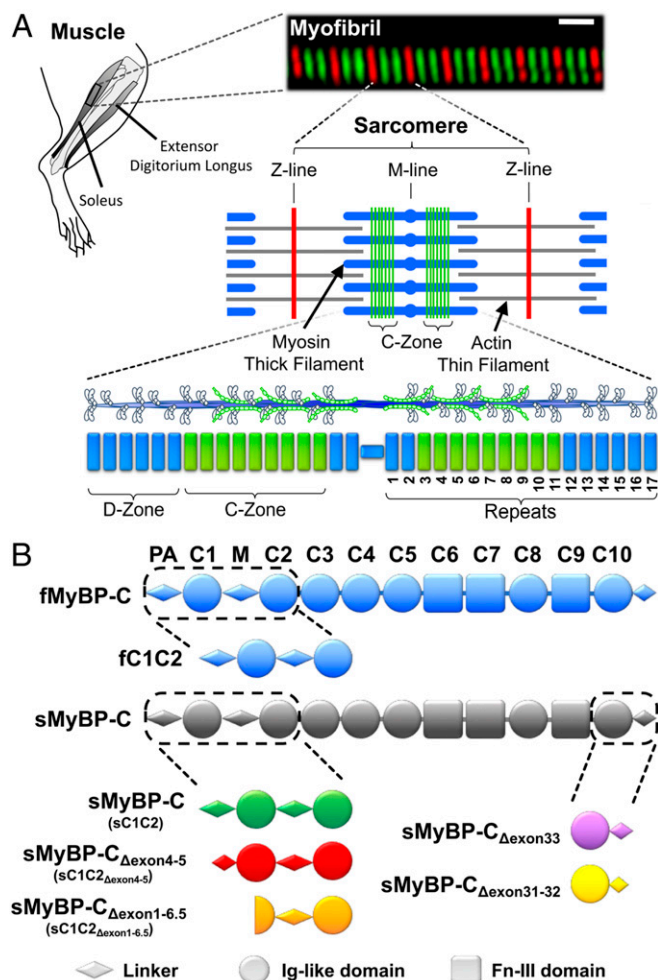 A
Muscle
Myofibril
Extensor
Digitorium Longus
Soleus
Sarcomere
Z-line
M-line
Z-line
Myosin
Thick Filament
C-Zone
Actin
Thin Filament
1 2 3 4 5 6 7 8 9 10 11 12 13 14 15 16 17
D-Zone
C-Zone
Repeats
B
PA C1 M C2 C3 C4 C5 C6 C7 C8 C9 C10
fMyBP-C
fC1C2
sMyBP-C
sMyBP-C
(sC1C2)
sMyBP-CΔexon33
sMyBP-CΔexon4-5
(sC1C2Δexon4-5)
sMyBP-CΔexon31-32
sMyBP-CΔexon1-6.5
(sC1C2Δexon1-6.5)
Linker
Ig-like domain
Fn-III domain